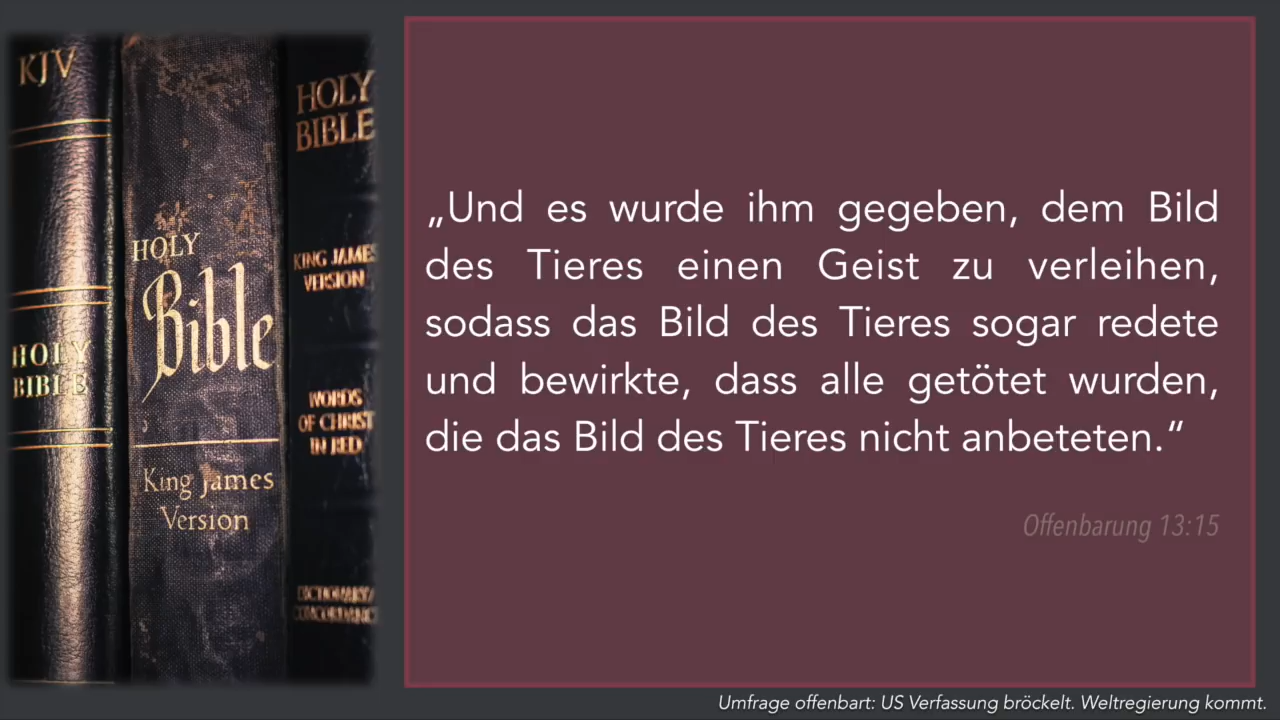 KJV
HOLY
BIBLE
HOLY
Bible
King James
Version
HOLY
BIBLE
KING JAMES
VERSION
WORDS
OF CHRIST
IN RED
DICTIONARY/
CONCORDANCE
„Und es wurde ihm gegeben, dem Bild
des Tieres einen Geist zu verleihen,
sodass das Bild des Tieres sogar redete
und bewirkte, dass alle getötet wurden,
die das Bild des Tieres nicht anbeteten.“
Offenbarung 13:15
Umfrage offenbart: US Verfassung bröckelt. Weltregierung kommt.